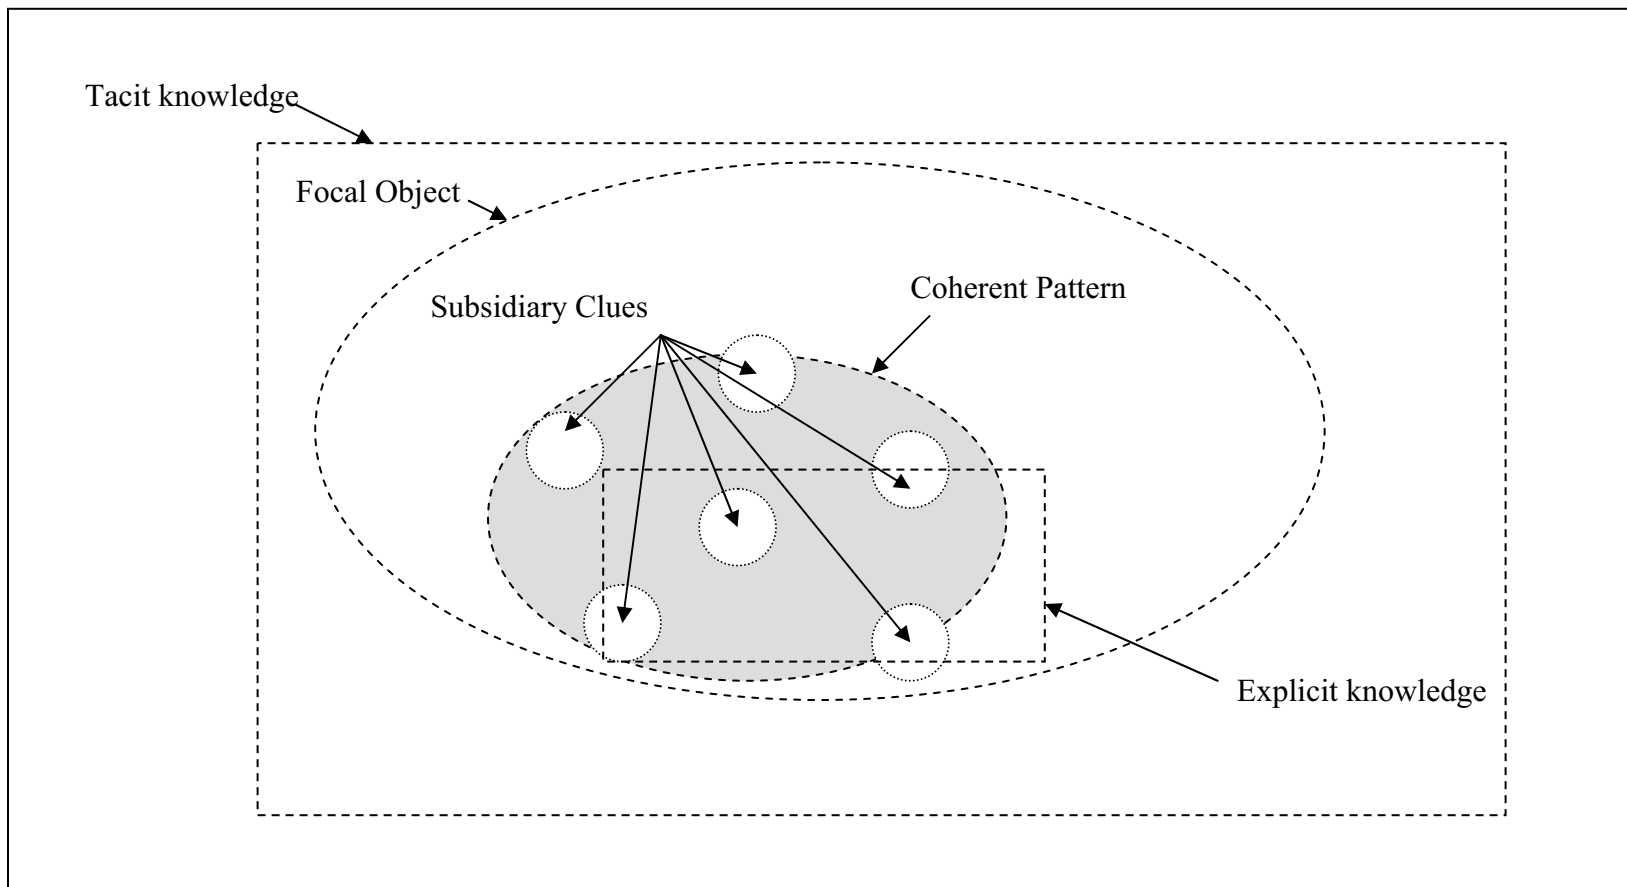 Tacit knowledge
Focal Object
Coherent Pattern
Subsidiary Clues
Explicit knowledge